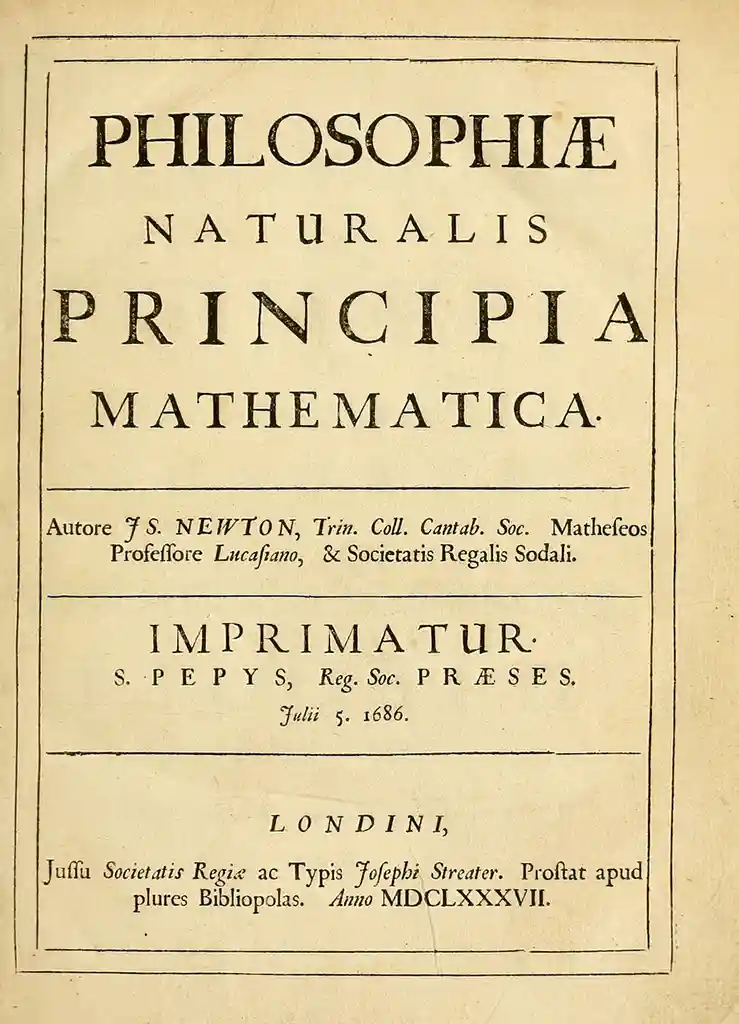 PHILOSOPHIÆ
NATURALIS
PRINCIPIA
MATHEMATICA.
Autore JS. NEWTON, Trin. Coll. Cantab. Soc. Matheſeos
Profeſſore Lucaſiano, & Societatis Regalis Sodali.
IMPRIMATUR.
S. PEPYS, Reg. Soc. PRÆSES.
Julii 5. 1686.
LONDINI,
Juſſu Societatis Regiæ ac Typis Joſephi Streater. Proſtat apud
plures Bibliopolas. Anno MDCLXXXVII.